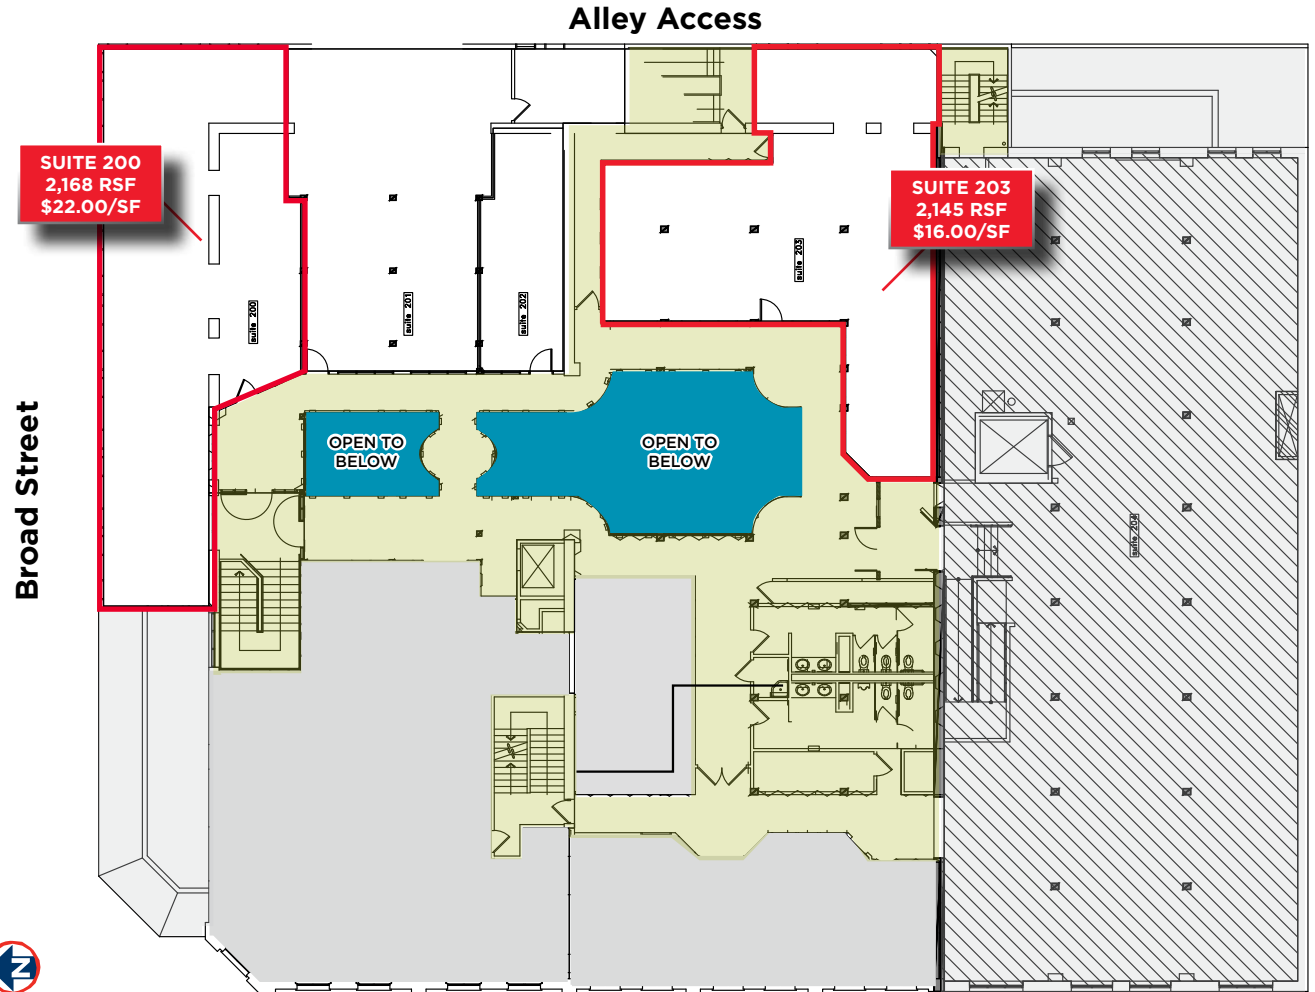 Alley Access
SUITE 200
2,168 RSF
$22.00/SF
SUITE 203
2,145 RSF
$16.00/SF
suite 200
suite 201
suite 202
suite 203
OPEN TO
BELOW
OPEN TO
BELOW
Broad Street
suite 204
N